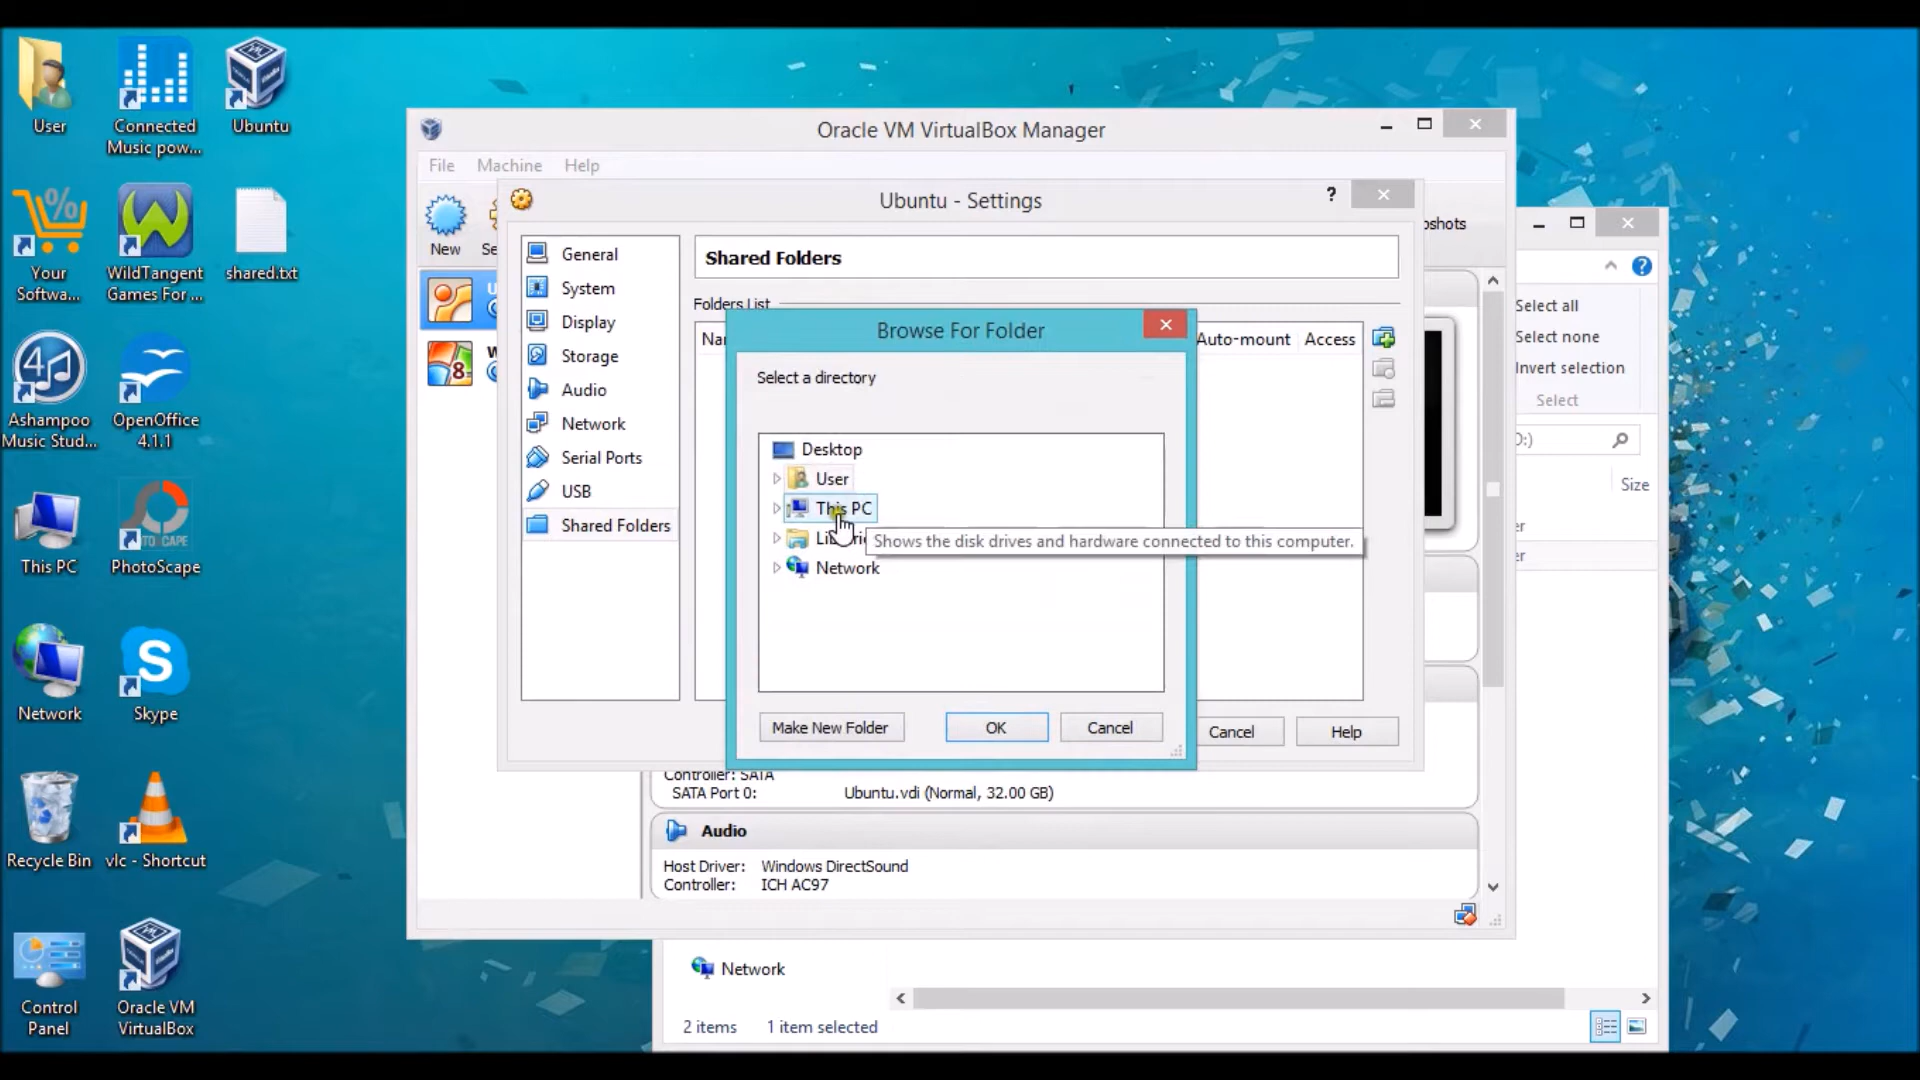 User
Connected
Music pow...
Ubuntu
Your
Softwa...
WildTangent
Games For ...
shared.txt
Ashampoo
Music Stud...
OpenOffice
4.1.1
This PC
PhotoScape
Network
Skype
Recycle Bin
vlc - Shortcut
Control
Panel
Oracle VM
VirtualBox
Oracle VM VirtualBox Manager
File Machine Help
New
Ubuntu - Settings
?
General
System
Display
Storage
Audio
Network
Serial Ports
USB
Shared Folders
Shared Folders
Folders List
Auto-mount Access
Browse For Folder
Select a directory
Desktop
User
This PC
Network
Shows the disk drives and hardware connected to this computer.
Make New Folder
OK
Cancel
Cancel
Help
Controller: SATA
SATA Port 0: Ubuntu.vdi (Normal, 32.00 GB)
Audio
Host Driver: Windows DirectSound
Controller: ICH AC97
Select all
Select none
Invert selection
Select
Size
Network
2 items 1 item selected